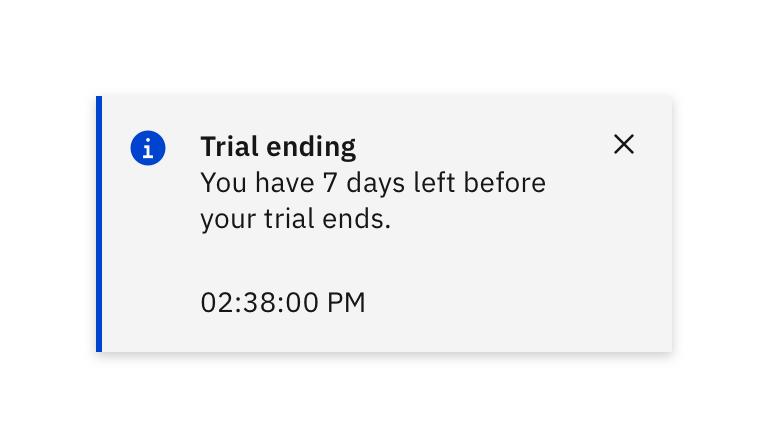 Trial ending
You have 7 days left before
your trial ends.
02:38:00 PM